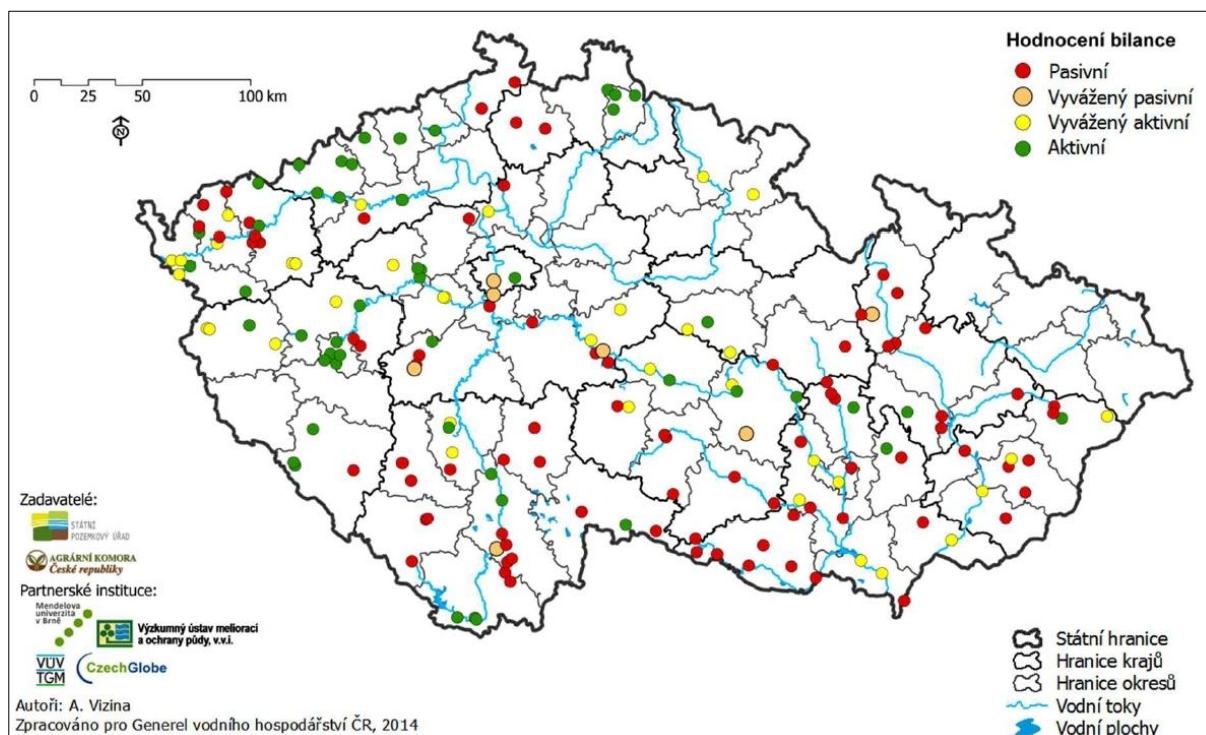 Hodnocení bilance
Pasivní
Vyvážený pasivní
Vyvážený aktivní
Aktivní
0 25 50 100 km
N
Zadavatelé:
STÁTNÍ
POZEMKOVÝ ÚŘAD
AGRÁRNÍ KOMORA
České republiky
Partnerské instituce:
Mendelova
univerzita
v Brně
Výzkumný ústav meliorací
a ochrany půdy, v.v.i.
VÚV
TGM
CzechGlobe
Autoři: A. Vizina
Zpracováno pro Generel vodního hospodářství ČR, 2014
Státní hranice
Hranice krajů
Hranice okresů
Vodní toky
Vodní plochy